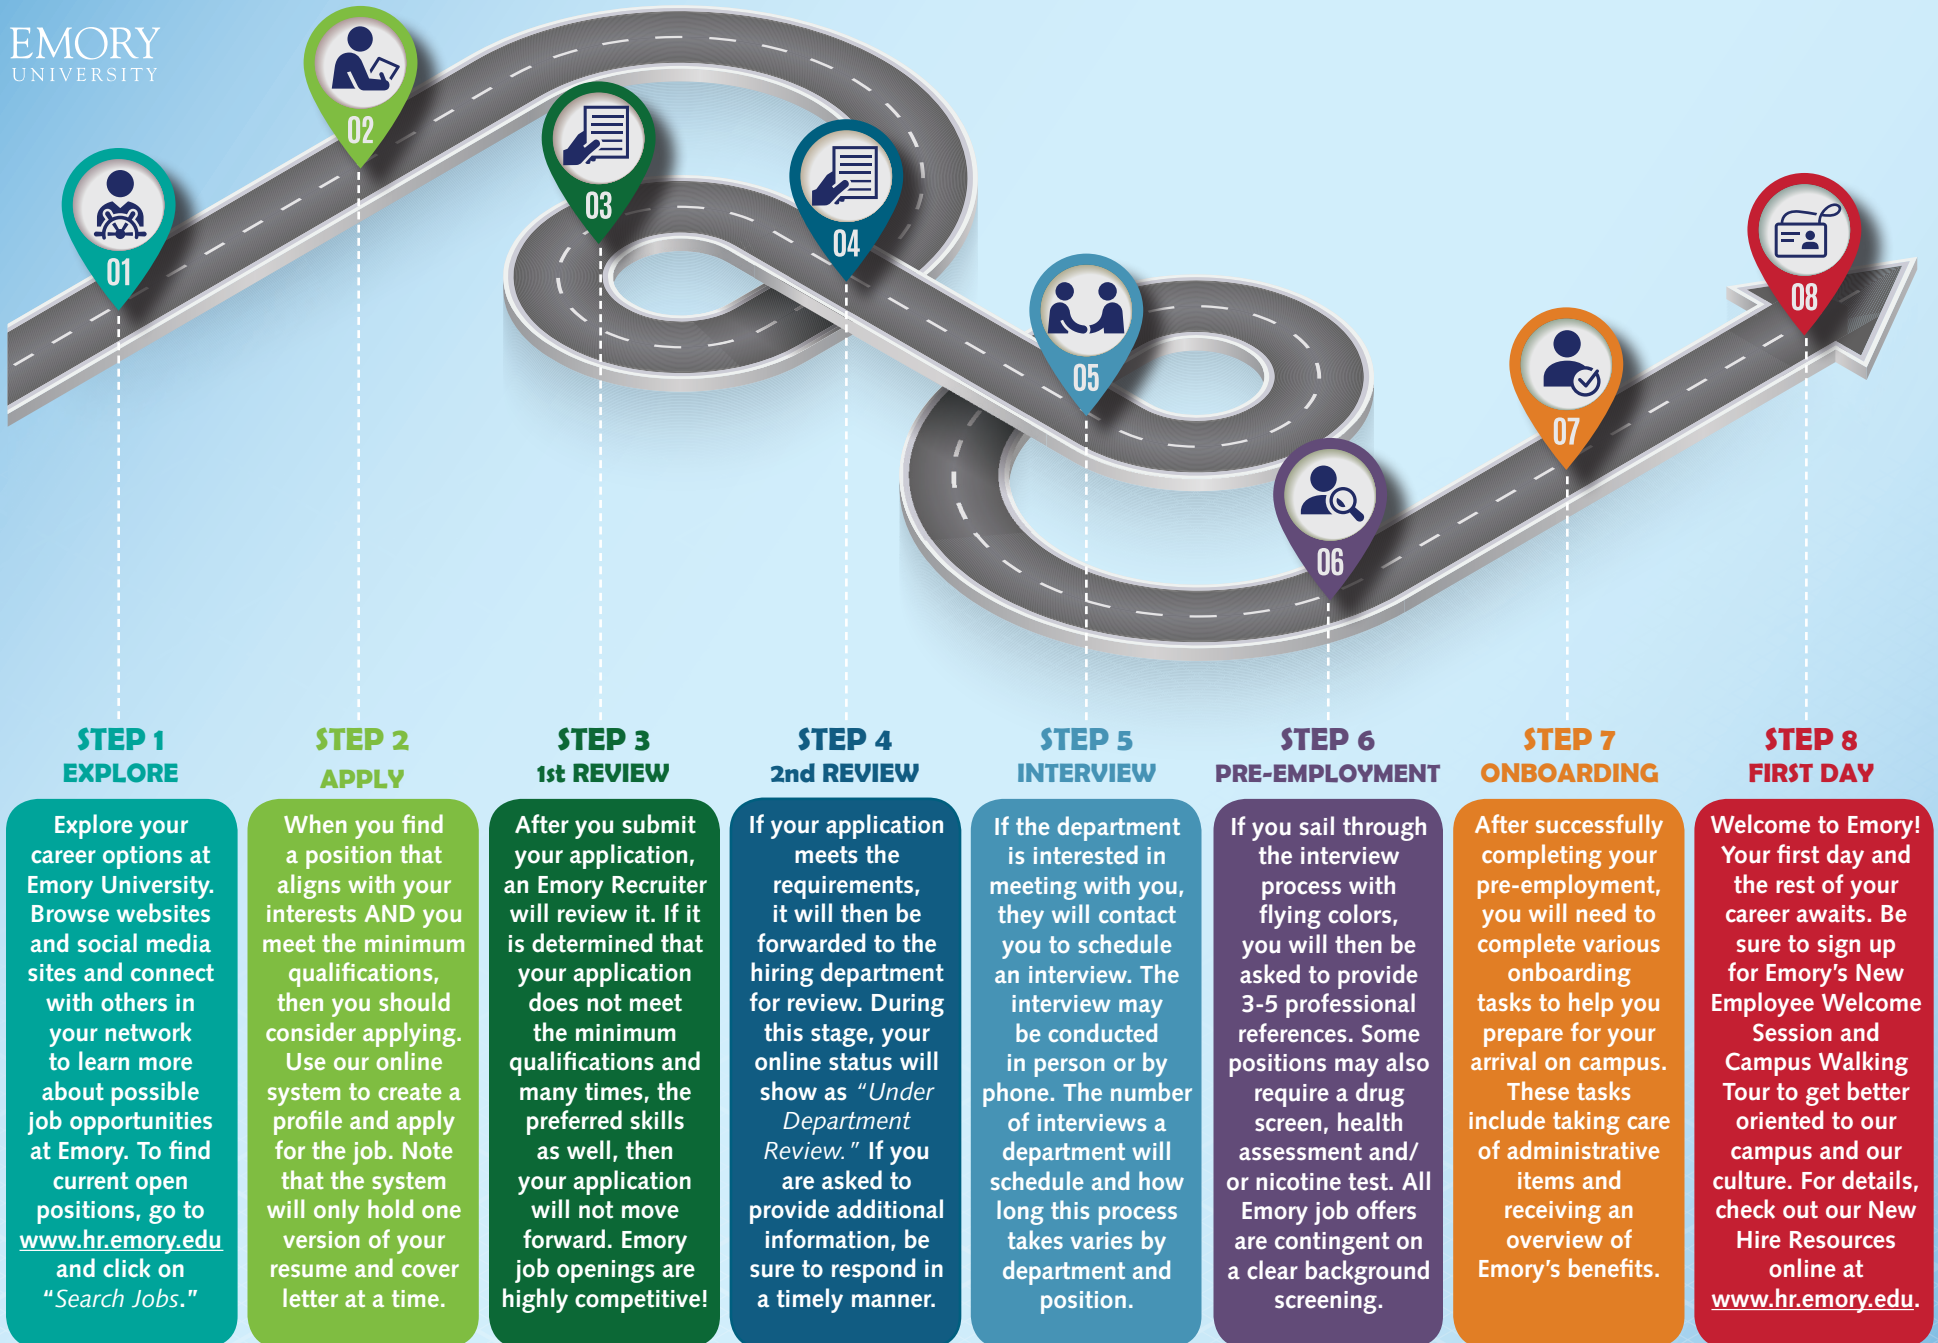 EMORY
UNIVERSITY
01
02
03
04
05
06
07
08
STEP 1
EXPLORE
Explore your
career options at
Emory University.
Browse websites
and social media
sites and connect
with others in
your network
to learn more
about possible
job opportunities
at Emory. To find
current open
positions, go to
www.hr.emory.edu
and click on
“Search Jobs.”
STEP 2
APPLY
When you find
a position that
aligns with your
interests AND you
meet the minimum
qualifications,
then you should
consider applying.
Use our online
system to create a
profile and apply
for the job. Note
that the system
will only hold one
version of your
resume and cover
letter at a time.
STEP 3
1st REVIEW
After you submit
your application,
an Emory Recruiter
will review it. If it
is determined that
your application
does not meet
the minimum
qualifications and
many times, the
preferred skills
as well, then
your application
will not move
forward. Emory
job openings are
highly competitive!
STEP 4
2nd REVIEW
If your application
meets the
requirements,
it will then be
forwarded to the
hiring department
for review. During
this stage, your
online status will
show as “Under
Department
Review.” If you
are asked to
provide additional
information, be
sure to respond in
a timely manner.
STEP 5
INTERVIEW
If the department
is interested in
meeting with you,
they will contact
you to schedule
an interview. The
interview may
be conducted
in person or by
phone. The number
of interviews a
department will
schedule and how
long this process
takes varies by
department and
position.
STEP 6
PRE-EMPLOYMENT
If you sail through
the interview
process with
flying colors,
you will then be
asked to provide
3-5 professional
references. Some
positions may also
require a drug
screen, health
assessment and/
or nicotine test. All
Emory job offers
are contingent on
a clear background
screening.
STEP 7
ONBOARDING
After successfully
completing your
pre-employment,
you will need to
complete various
onboarding
tasks to help you
prepare for your
arrival on campus.
These tasks
include taking care
of administrative
items and
receiving an
overview of
Emory’s benefits.
STEP 8
FIRST DAY
Welcome to Emory!
Your first day and
the rest of your
career awaits. Be
sure to sign up
for Emory’s New
Employee Welcome
Session and
Campus Walking
Tour to get better
oriented to our
campus and our
culture. For details,
check out our New
Hire Resources
online at
www.hr.emory.edu.